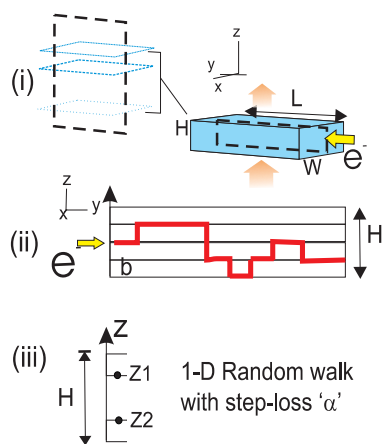 (i)
z
y
x
H
L
W
e-
z
x
y
(ii)
H
e-
b
(iii)
Z
H
Z1
Z2
1-D Random walk
with step-loss ‘α’